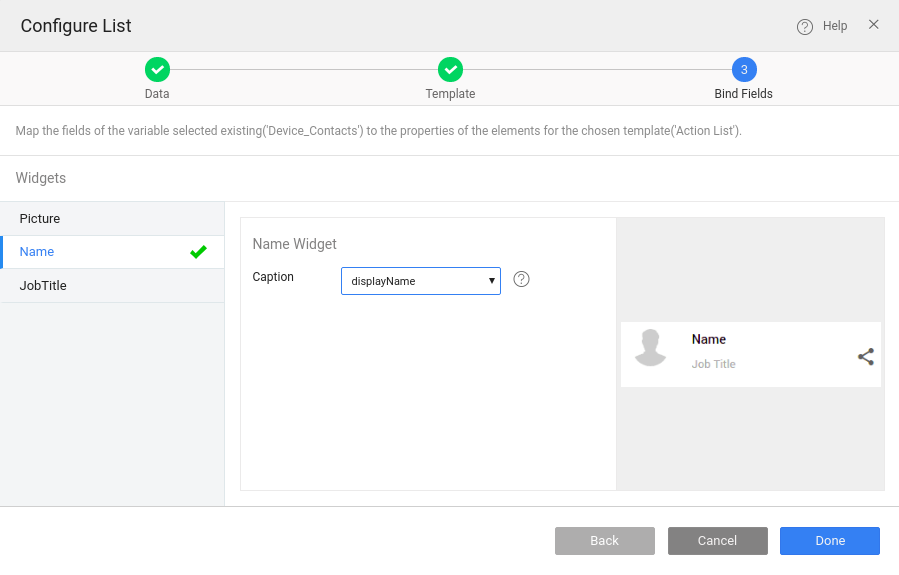 Configure List
Help
Data
Template
3
Bind Fields
Map the fields of the variable selected existing('Device_Contacts') to the properties of the elements for the chosen template('Action List').
Widgets
Picture
Name
JobTitle
Name Widget
Caption
displayName
Name
Job Title
Back
Cancel
Done